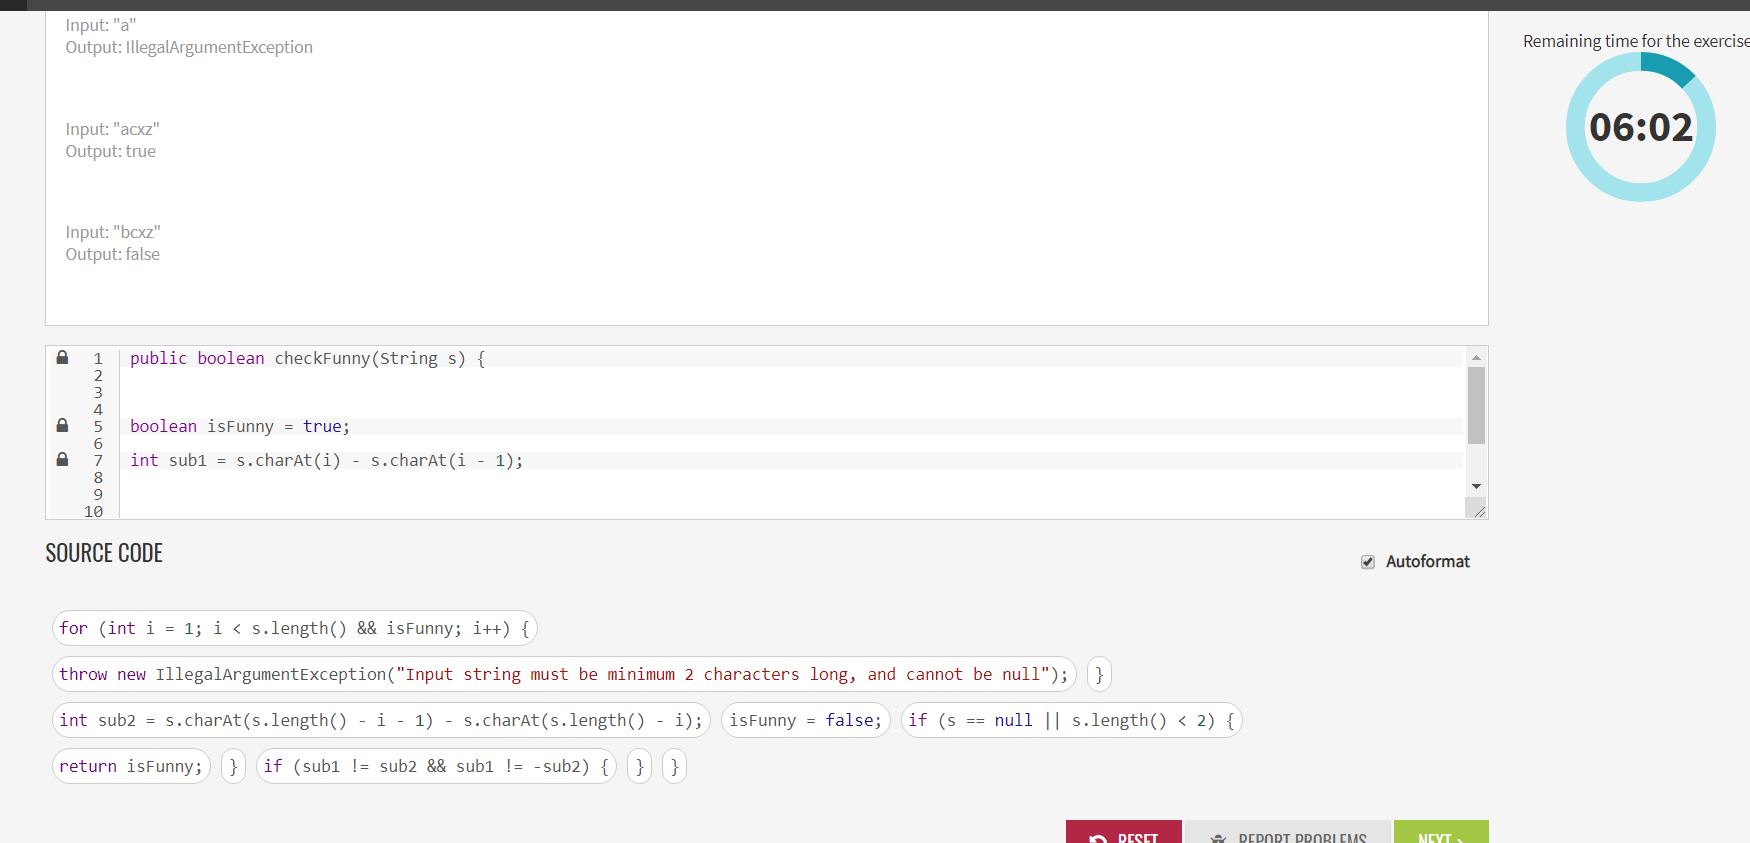 Input: "a"
Output: IllegalArgumentException
Remaining time for the exercise
06:02
Input: "acxz"
Output: true
Input: "bcxz"
Output: false
1 public boolean checkFunny(String s) {
2
3
4
5 boolean isFunny = true;
6
7 int sub1 = s.charAt(i) - s.charAt(i - 1);
8
9
10
SOURCE CODE
Autoformat
for (int i = 1; i < s.length() && isFunny; i++) {
throw new IllegalArgumentException("Input string must be minimum 2 characters long, and cannot be null"); }
int sub2 = s.charAt(s.length() - i - 1) - s.charAt(s.length() - i); isFunny = false; if (s == null || s.length() < 2) {
return isFunny; } if (sub1 != sub2 && sub1 != -sub2) { } }
RESET REPORT PROBLEMS NEXT >